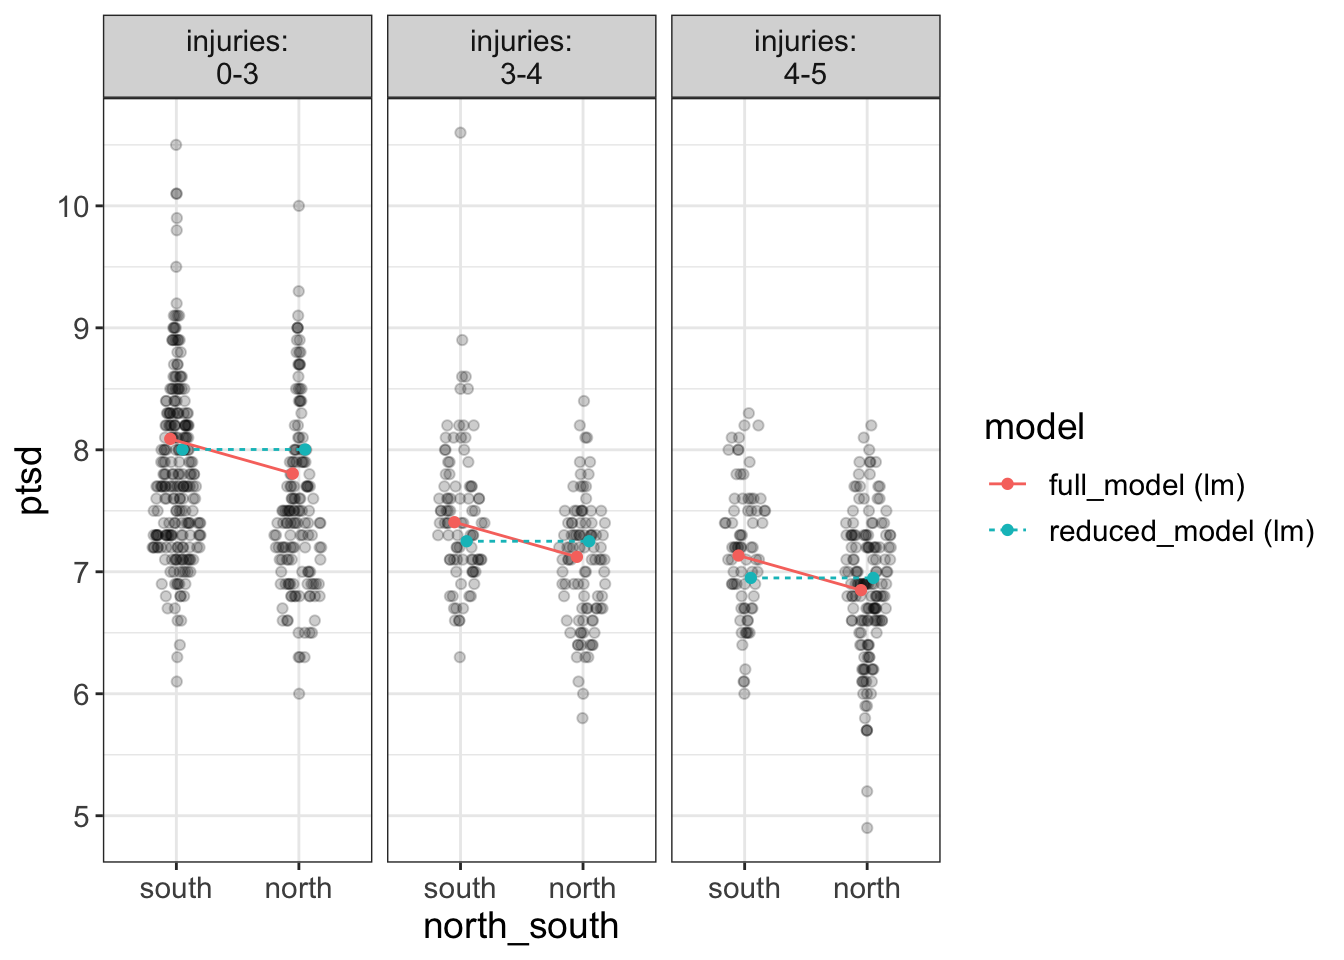 injuries:
0-3
injuries:
3-4
injuries:
4-5
ptsd
10
9
8
7
6
5
south
north
south
north
south
north
north_south
model
full_model (lm)
reduced_model (lm)